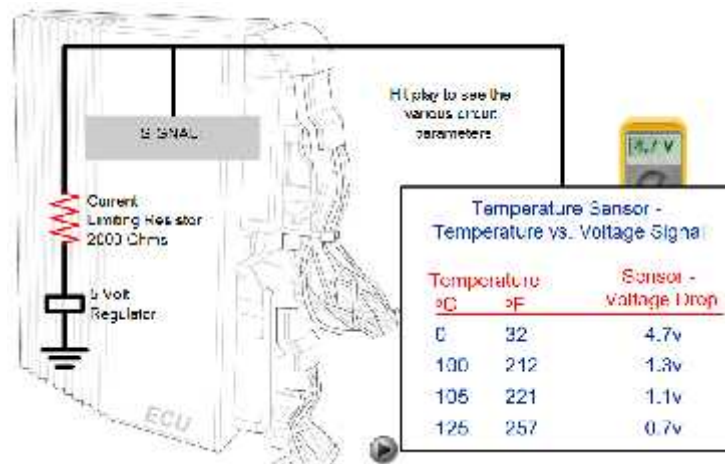 Hit play to see the
various circuit
parameters
SIGNAL
4.7 V
Current
Limiting Resistor
2000 Ohms
5 Volt
Regulator
ECU
Temperature Sensor -
Temperature vs. Voltage Signal
Temperature Sensor -
ºC ºF Voltage Drop
0 32 4.7v
100 212 1.3v
105 221 1.1v
125 257 0.7v